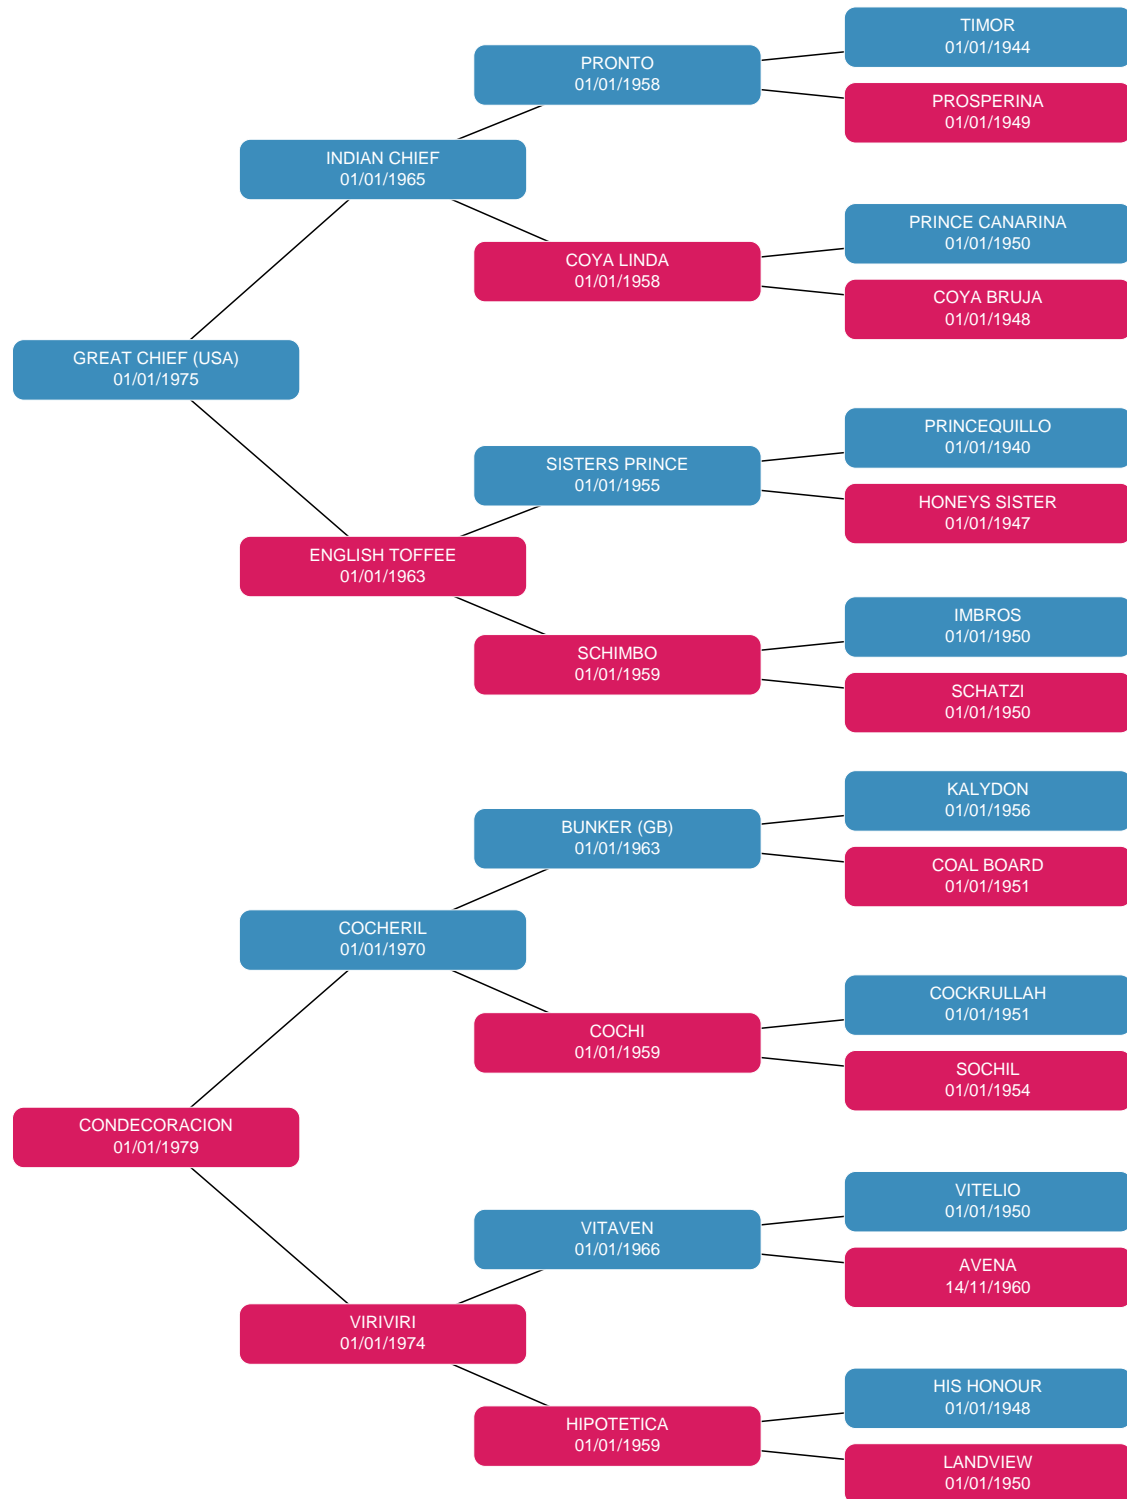 TIMOR
01/01/1944
PRONTO
01/01/1958
PROSPERINA
01/01/1949
INDIAN CHIEF
01/01/1965
PRINCE CANARINA
01/01/1950
COYA LINDA
01/01/1958
COYA BRUJA
01/01/1948
GREAT CHIEF (USA)
01/01/1975
PRINCEQUILLO
01/01/1940
SISTERS PRINCE
01/01/1955
HONEYS SISTER
01/01/1947
ENGLISH TOFFEE
01/01/1963
IMBROS
01/01/1950
SCHIMBO
01/01/1959
SCHATZI
01/01/1950
KALYDON
01/01/1956
BUNKER (GB)
01/01/1963
COAL BOARD
01/01/1951
COCHERIL
01/01/1970
COCKRULLAH
01/01/1951
COCHI
01/01/1959
SOCHIL
01/01/1954
CONDECORACION
01/01/1979
VITELIO
01/01/1950
VITAVEN
01/01/1966
AVENA
14/11/1960
VIRIVIRI
01/01/1974
HIS HONOUR
01/01/1948
HIPOTETICA
01/01/1959
LANDVIEW
01/01/1950